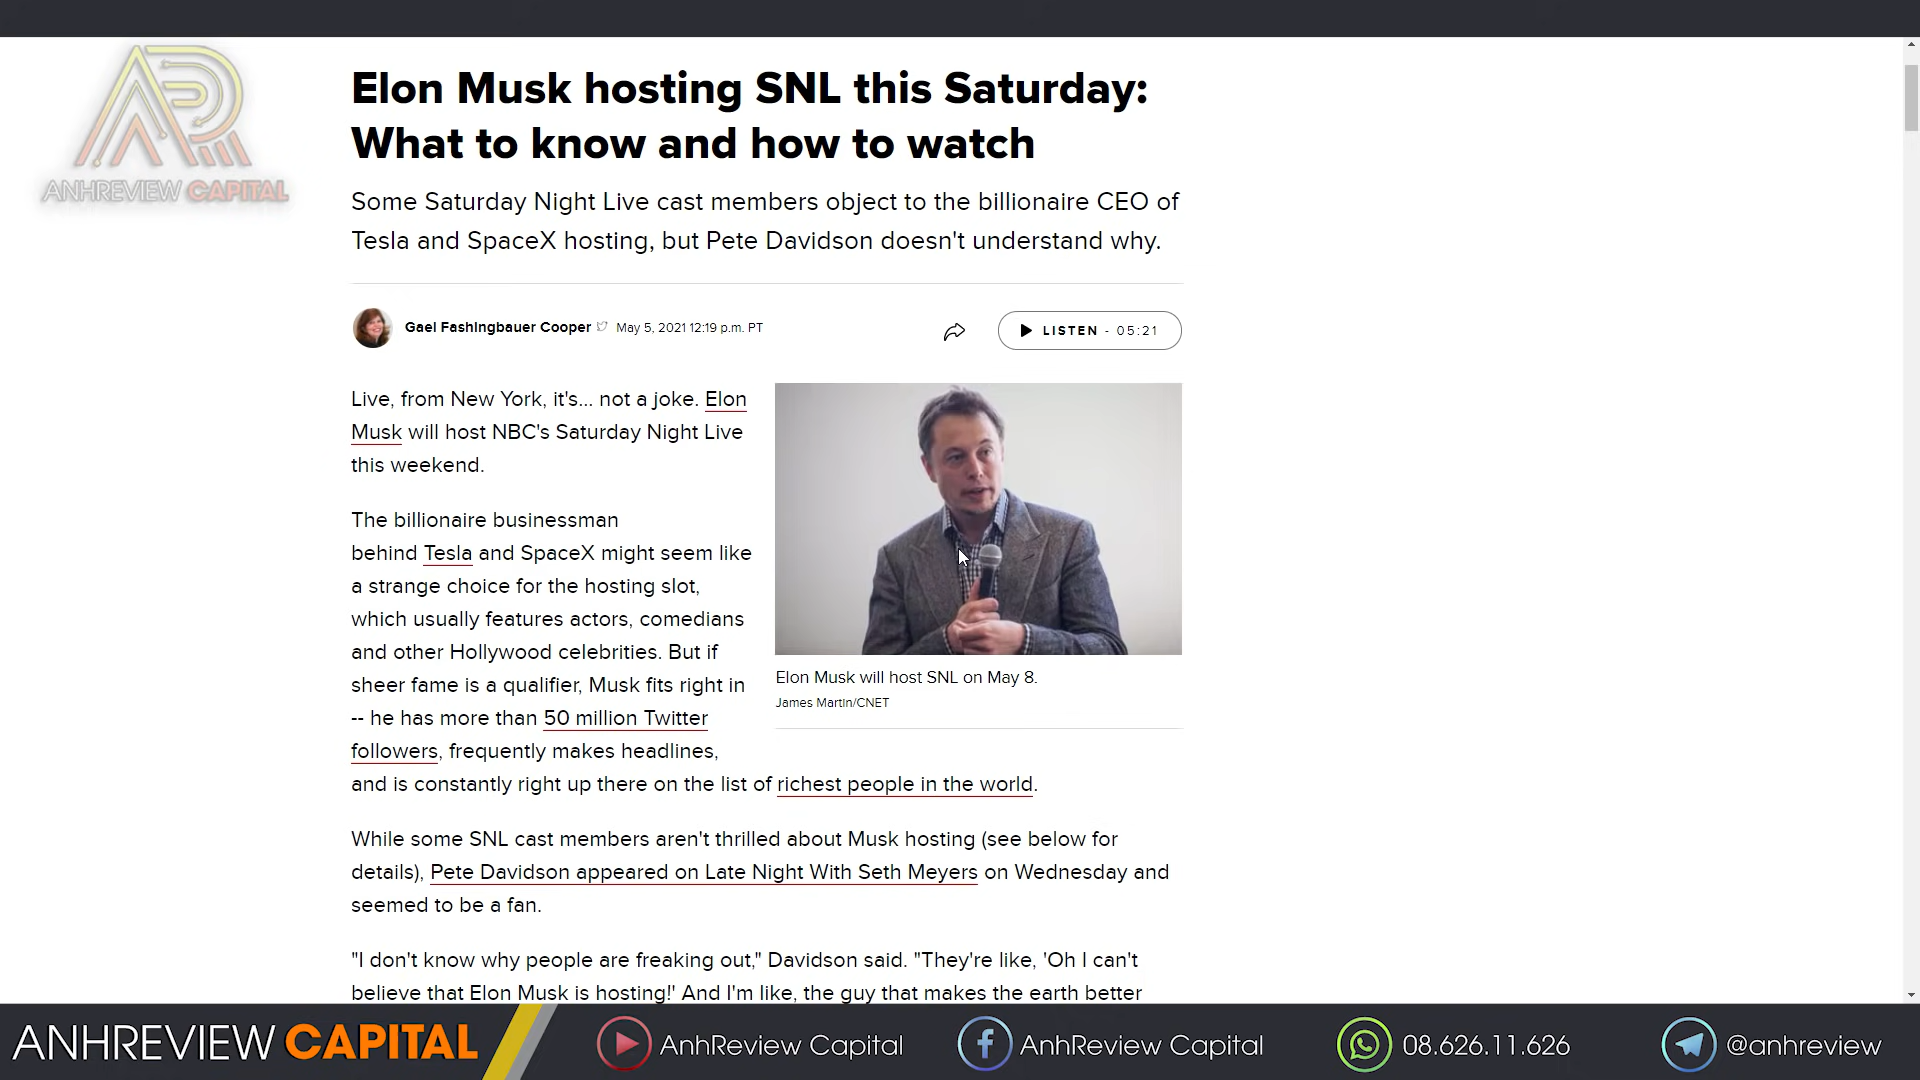 ANHREVIEW CAPITAL
Elon Musk hosting SNL this Saturday:
What to know and how to watch
Some Saturday Night Live cast members object to the billionaire CEO of
Tesla and SpaceX hosting, but Pete Davidson doesn't understand why.
Gael Fashingbauer Cooper May 5, 2021 12:19 p.m. PT
LISTEN - 05:21
Live, from New York, it's... not a joke. Elon
Musk will host NBC's Saturday Night Live
this weekend.
The billionaire businessman
behind Tesla and SpaceX might seem like
a strange choice for the hosting slot,
which usually features actors, comedians
and other Hollywood celebrities. But if
sheer fame is a qualifier, Musk fits right in
-- he has more than 50 million Twitter
followers, frequently makes headlines,
and is constantly right up there on the list of richest people in the world.
Elon Musk will host SNL on May 8.
James Martin/CNET
While some SNL cast members aren't thrilled about Musk hosting (see below for
details), Pete Davidson appeared on Late Night With Seth Meyers on Wednesday and
seemed to be a fan.
"I don't know why people are freaking out," Davidson said. "They're like, 'Oh I can't
believe that Elon Musk is hosting!' And I'm like, the guy that makes the earth better
ANHREVIEW CAPITAL
AnhReview Capital
AnhReview Capital
08.626.11.626
@anhreview